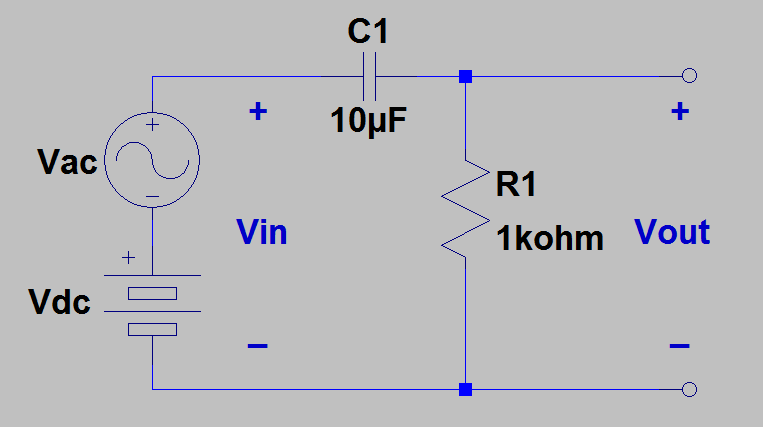 C1
10µF
+
+
+
Vac
−
R1
1kohm
Vin
Vout
+
Vdc
−
−